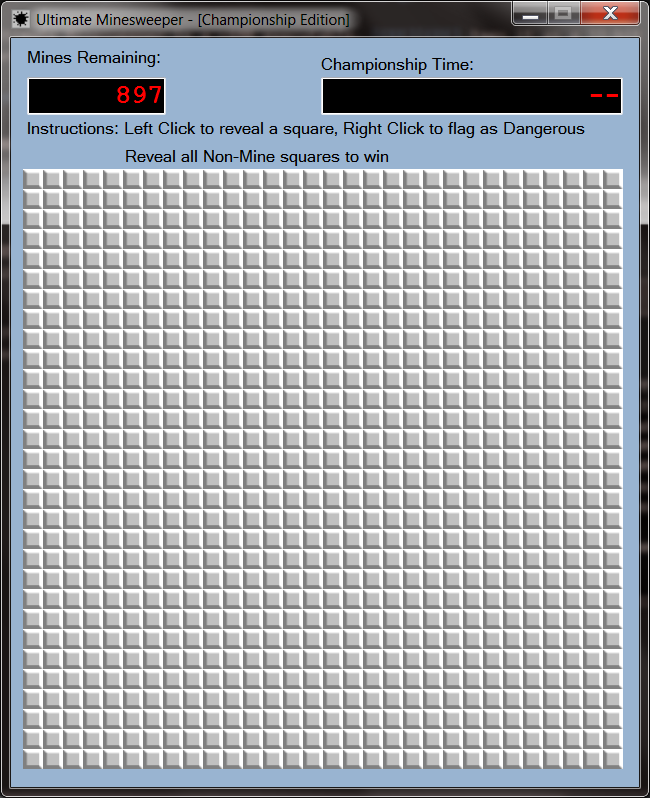 Ultimate Minesweeper - [Championship Edition]
Mines Remaining:
Championship Time:
897
--
Instructions: Left Click to reveal a square, Right Click to flag as Dangerous
Reveal all Non-Mine squares to win